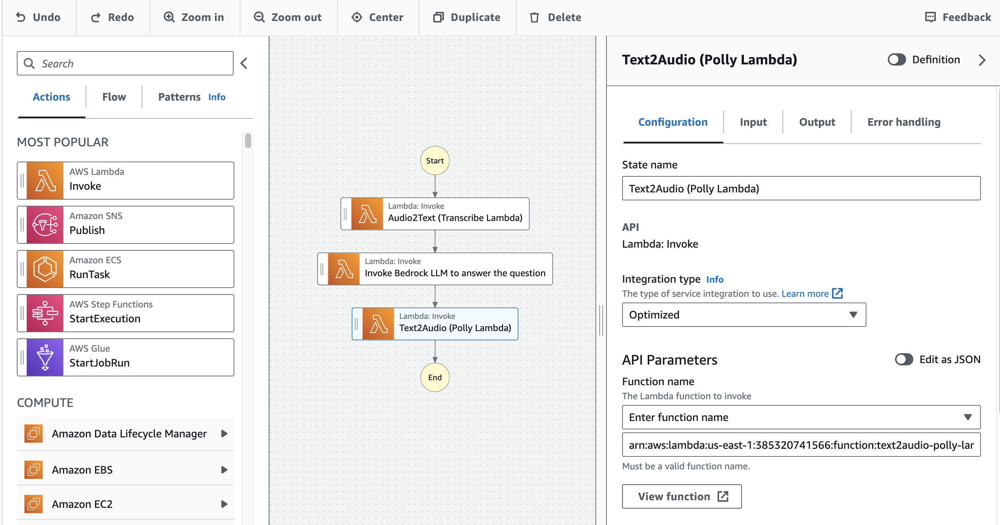 Undo
Redo
Zoom in
Zoom out
Center
Duplicate
Delete
Feedback
Search
Actions
Flow
Patterns Info
MOST POPULAR
AWS Lambda
Invoke
Amazon SNS
Publish
Amazon ECS
RunTask
AWS Step Functions
StartExecution
AWS Glue
StartJobRun
COMPUTE
Amazon Data Lifecycle Manager
Amazon EBS
Amazon EC2
Start
Lambda: Invoke
Audio2Text (Transcribe Lambda)
Lambda: Invoke
Invoke Bedrock LLM to answer the question
Lambda: Invoke
Text2Audio (Polly Lambda)
End
Text2Audio (Polly Lambda)
Definition
Configuration
Input
Output
Error handling
State name
Text2Audio (Polly Lambda)
API
Lambda: Invoke
Integration type Info
The type of service integration to use. Learn more
Optimized
API Parameters
Edit as JSON
Function name
The Lambda function to invoke
Enter function name
arn:aws:lambda:us-east-1:385320741566:function:text2audio-polly-lar
Must be a valid function name.
View function